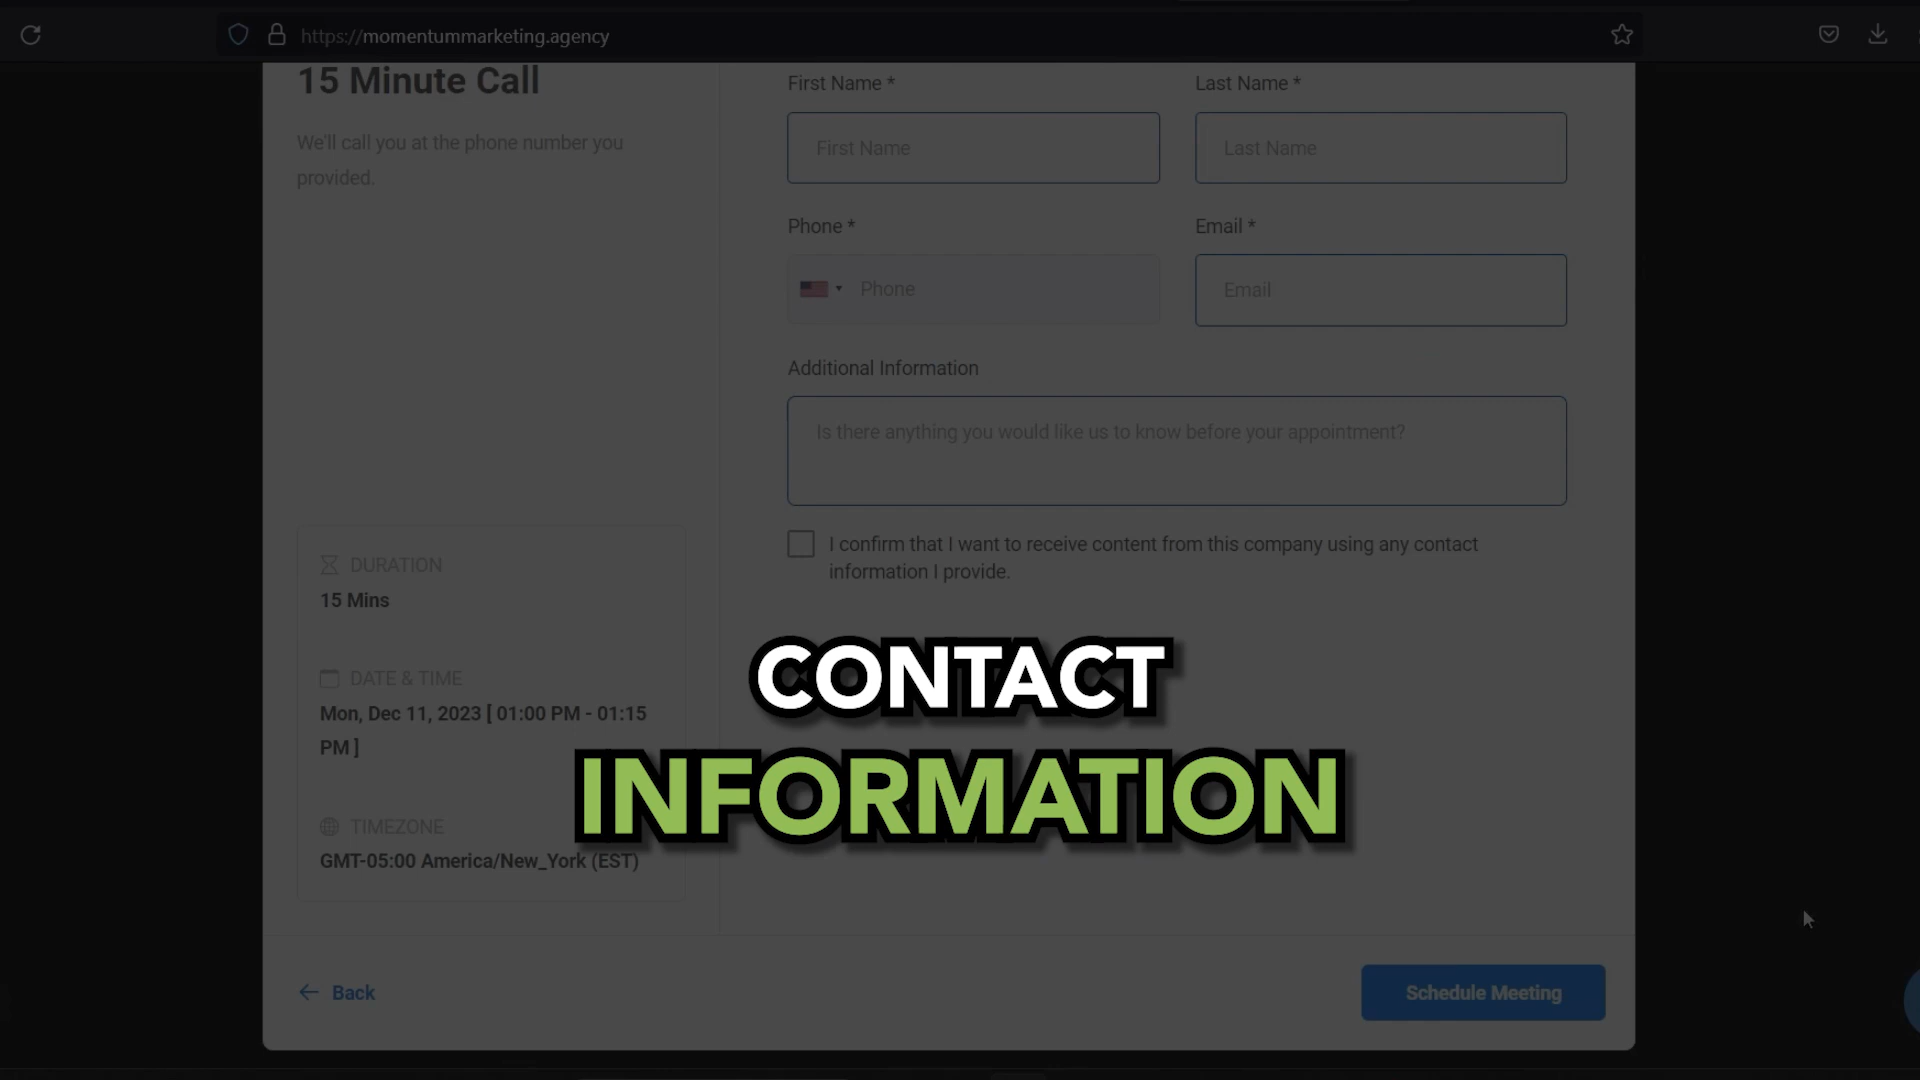 https://momentummarketing.agency
15 Minute Call
We'll call you at the phone number you
provided.
DURATION
15 Mins
DATE & TIME
Mon, Dec 11, 2023 [ 01:00 PM - 01:15
PM ]
TIMEZONE
GMT-05:00 America/New_York (EST)
First Name *
First Name
Last Name *
Last Name
Phone *
Phone
Email *
Email
Additional Information
Is there anything you would like us to know before your appointment?
I confirm that I want to receive content from this company using any contact
information I provide.
CONTACT
INFORMATION
Back
Schedule Meeting